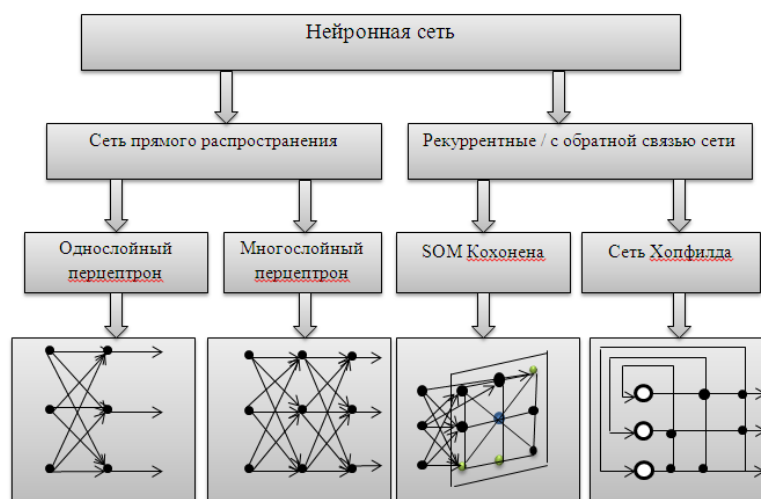 Нейронная сеть
Сеть прямого распространения
Рекуррентные / с обратной связью сети
Однослойный
перцептрон
Многослойный
перцептрон
SOM Кохонена
Сеть Хопфилда